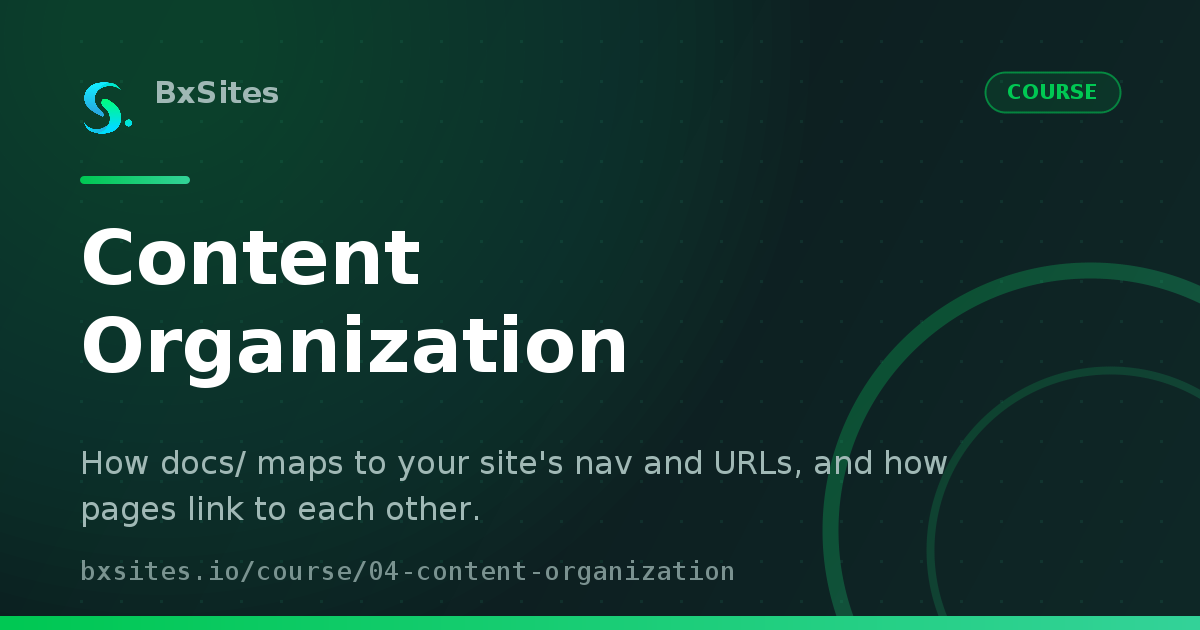 BxSites
COURSE
Content
Organization
How docs/ maps to your site's nav and URLs, and how
pages link to each other.
bxsites.io/course/04-content-organization